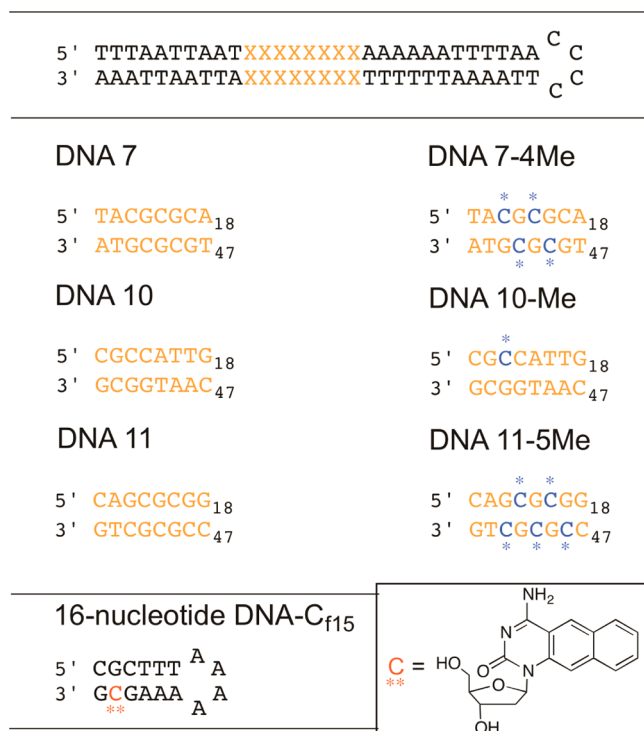 C
5' TTTAATTAATXXXXXXXXAAAAAATTTTAA C
3' AAATTAATTAXXXXXXXXTTTTTTAAAATT C
C
DNA 7
5' TACGCGCA18
3' ATGCGCGT47
DNA 7-4Me
* *
5' TACGCGCA18
3' ATGCGCGT47
* *
DNA 10
5' CGCCATTG18
3' GCGGTAAC47
DNA 10-Me
*
5' CGCCATTG18
3' GCGGTAAC47
DNA 11
5' CAGCGCGG18
3' GTCGCGCC47
DNA 11-5Me
* *
5' CAGCGCGG18
3' GTCGCGCC47
* * *
16-nucleotide DNA-Cf15
A
5' CGCTTT A
3' GCGAAA A
** A
C =
**
NH2
N
O
N
HO
O
OH